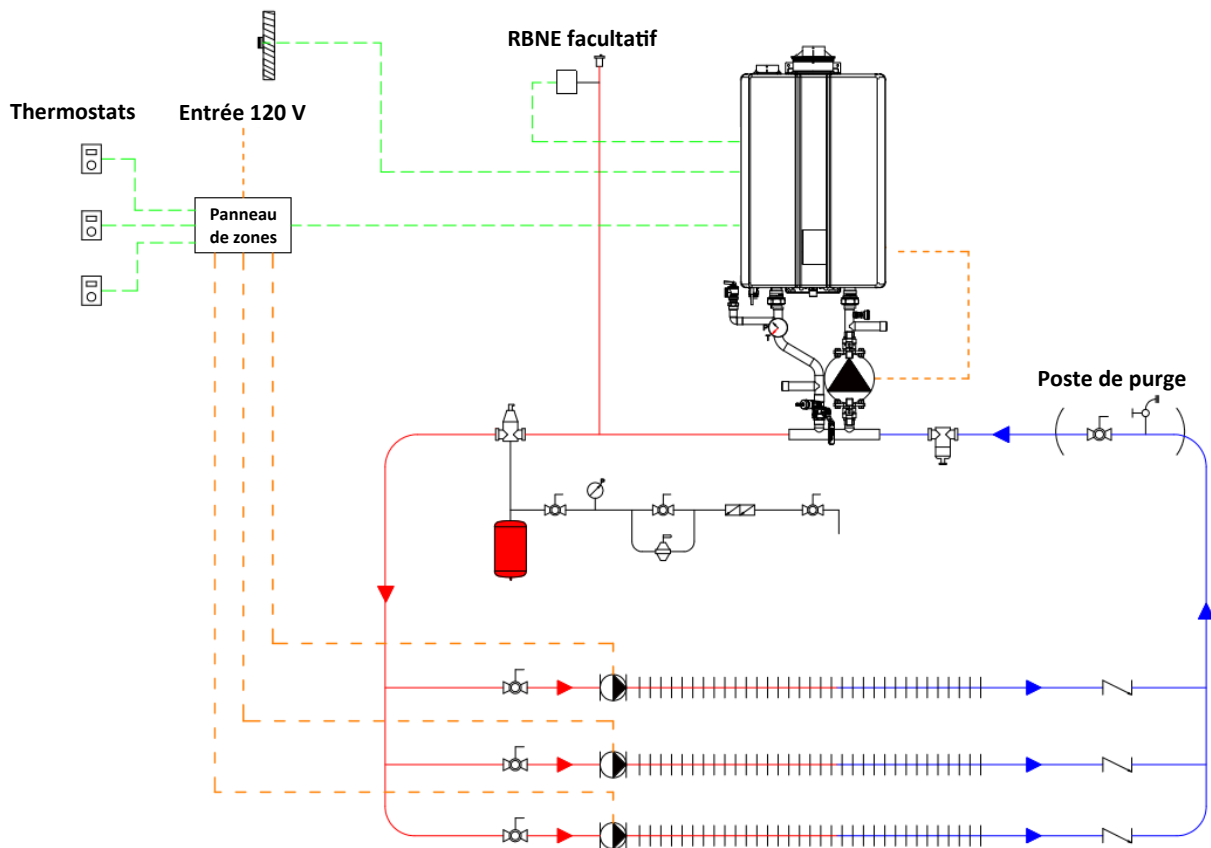 RBNE facultatif
Thermostats
Entrée 120 V
Panneau
de zones
P
T
Poste de purge
P